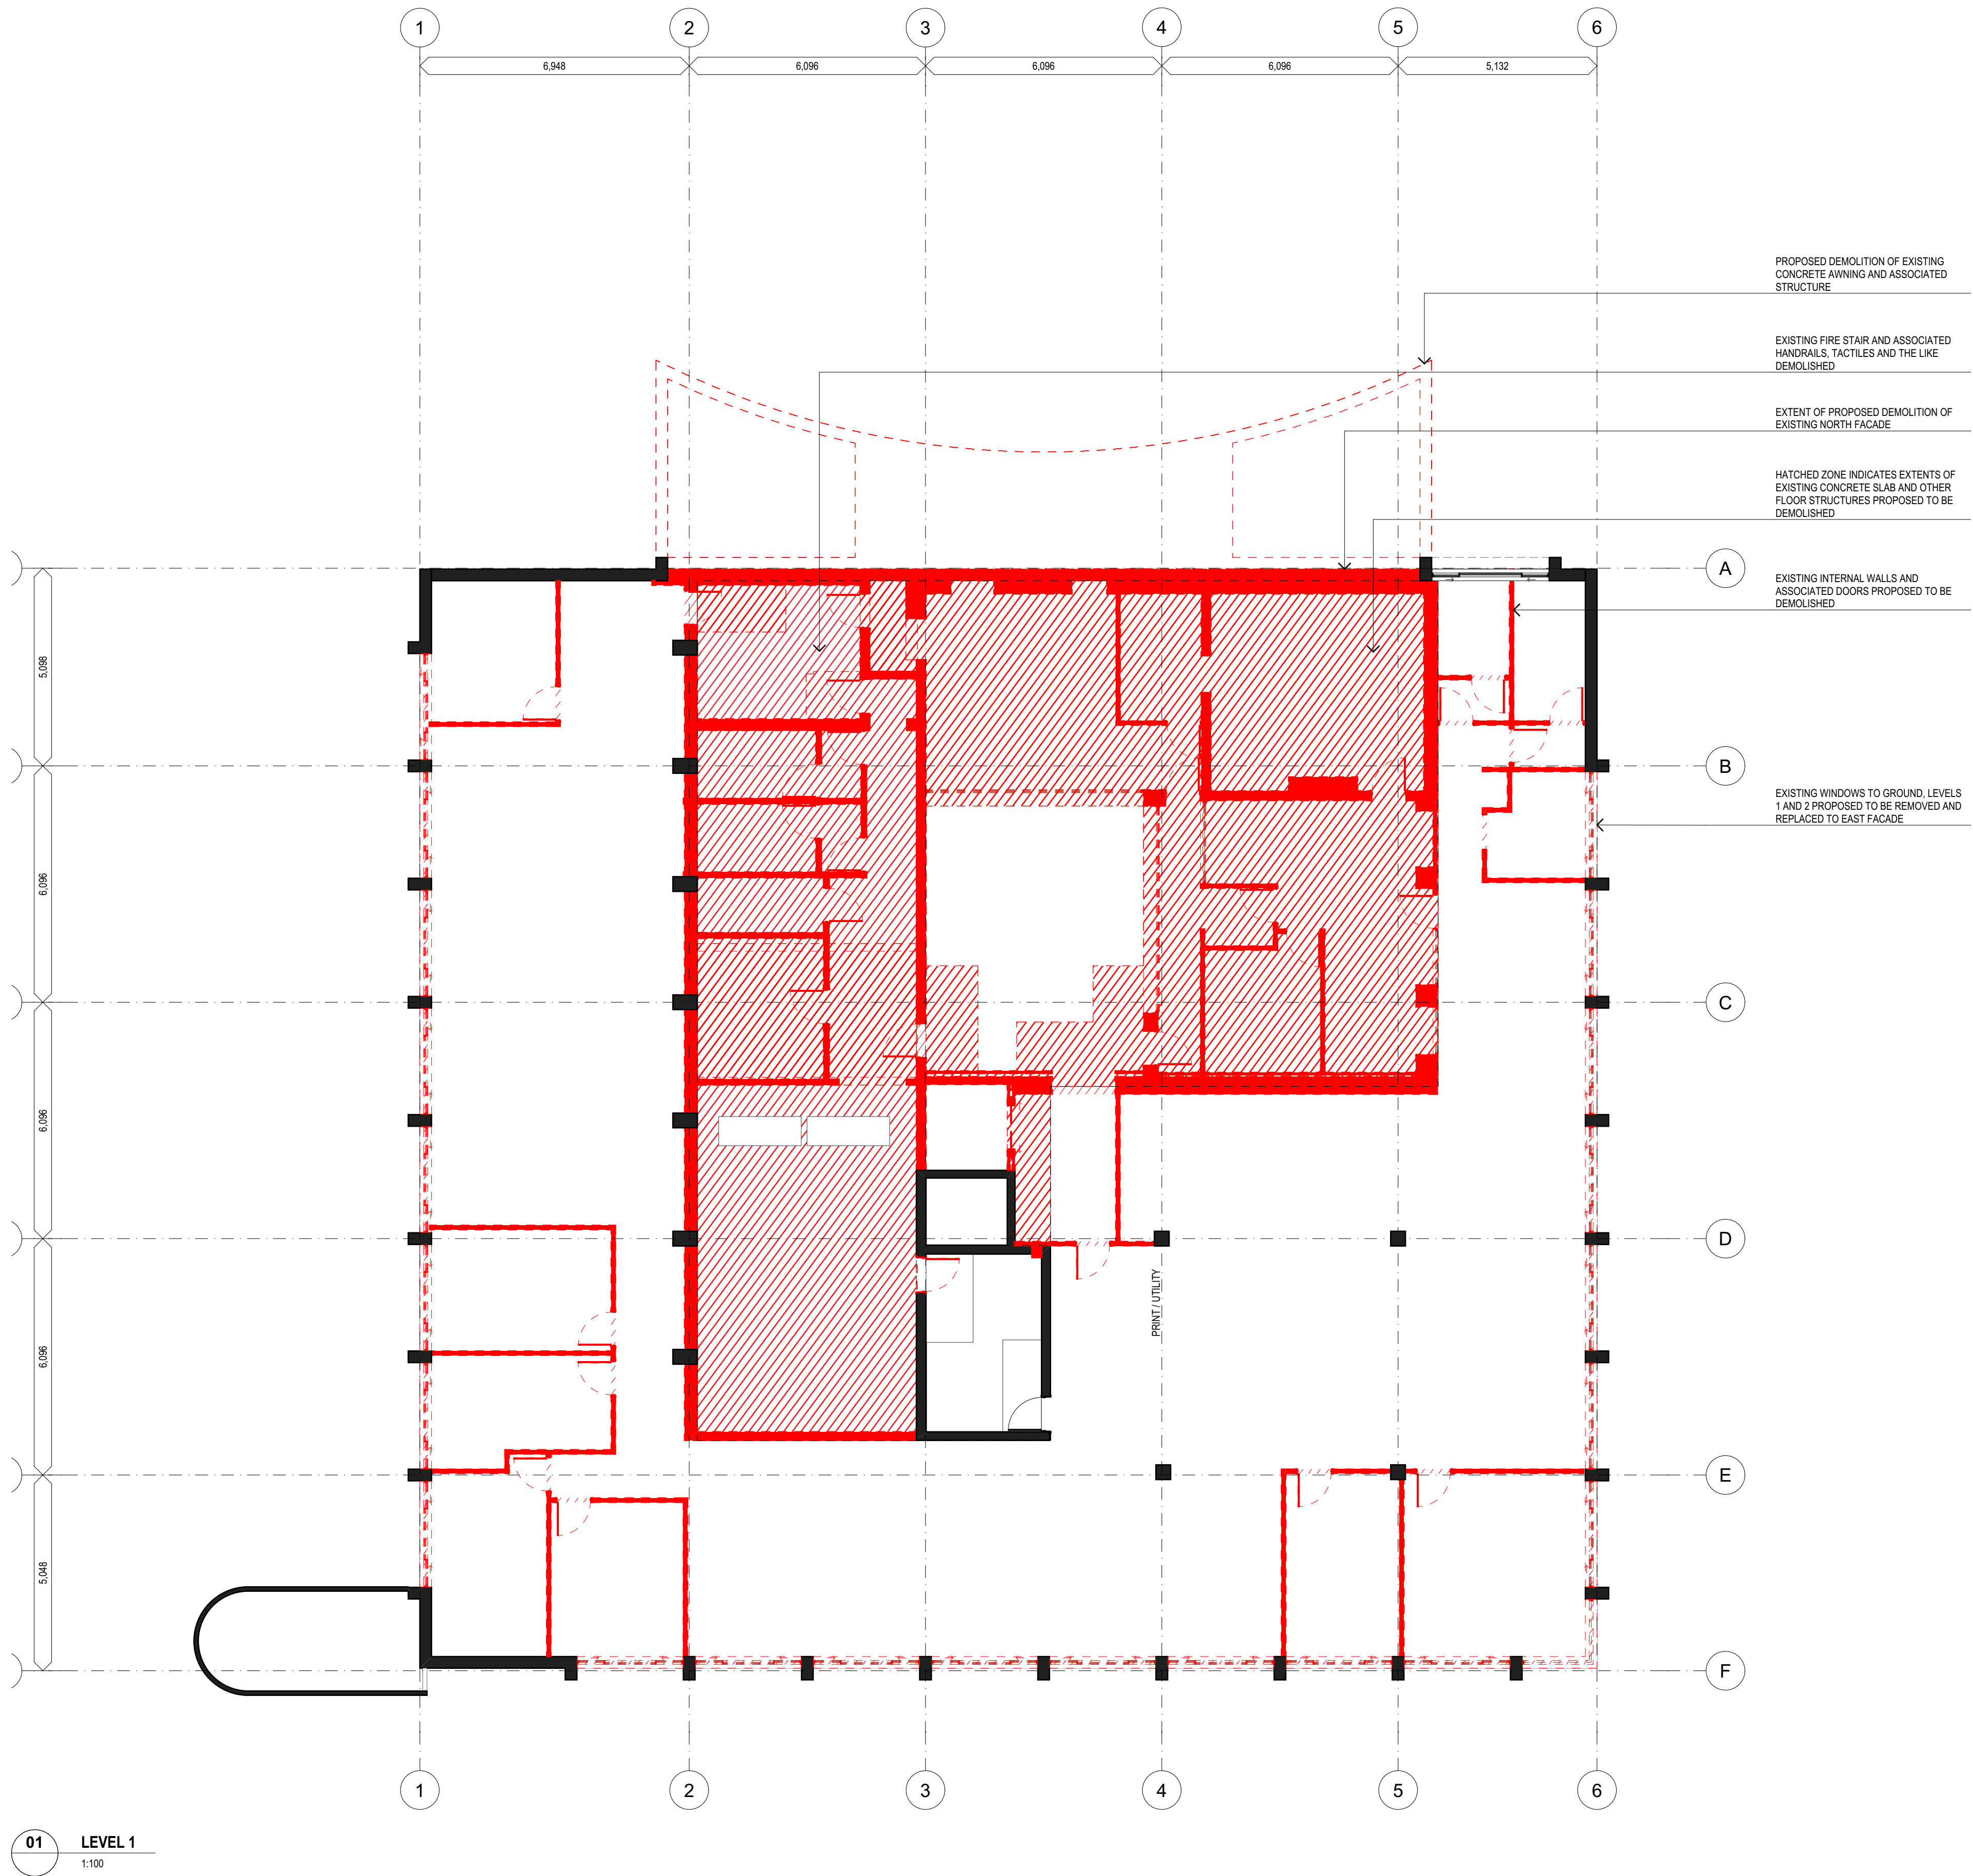 1 2 3 4 5 6
6,948 6,096 6,096 6,096 5,132
PROPOSED DEMOLITION OF EXISTING
CONCRETE AWNING AND ASSOCIATED
STRUCTURE
EXISTING FIRE STAIR AND ASSOCIATED
HANDRAILS, TACTILES AND THE LIKE
DEMOLISHED
EXTENT OF PROPOSED DEMOLITION OF
EXISTING NORTH FACADE
HATCHED ZONE INDICATES EXTENTS OF
EXISTING CONCRETE SLAB AND OTHER
FLOOR STRUCTURES PROPOSED TO BE
DEMOLISHED
A
EXISTING INTERNAL WALLS AND
ASSOCIATED DOORS PROPOSED TO BE
DEMOLISHED
5,098
B
EXISTING WINDOWS TO GROUND, LEVELS
1 AND 2 PROPOSED TO BE REMOVED AND
REPLACED TO EAST FACADE
6,096
C
6,096
D
PRINT / UTILITY
6,096
E
5,048
F
1 2 3 4 5 6
01 LEVEL 1
1:100